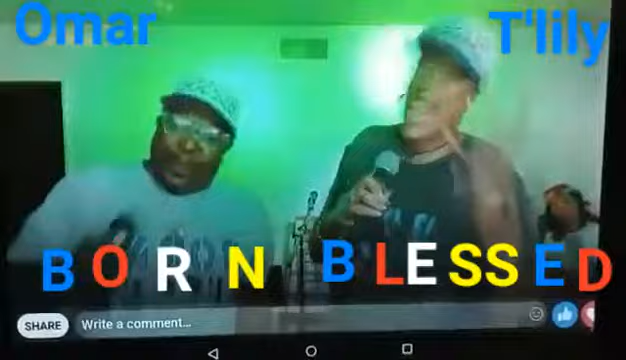 Omar
T'lily
BORN BLESSED
SHARE
Write a comment...